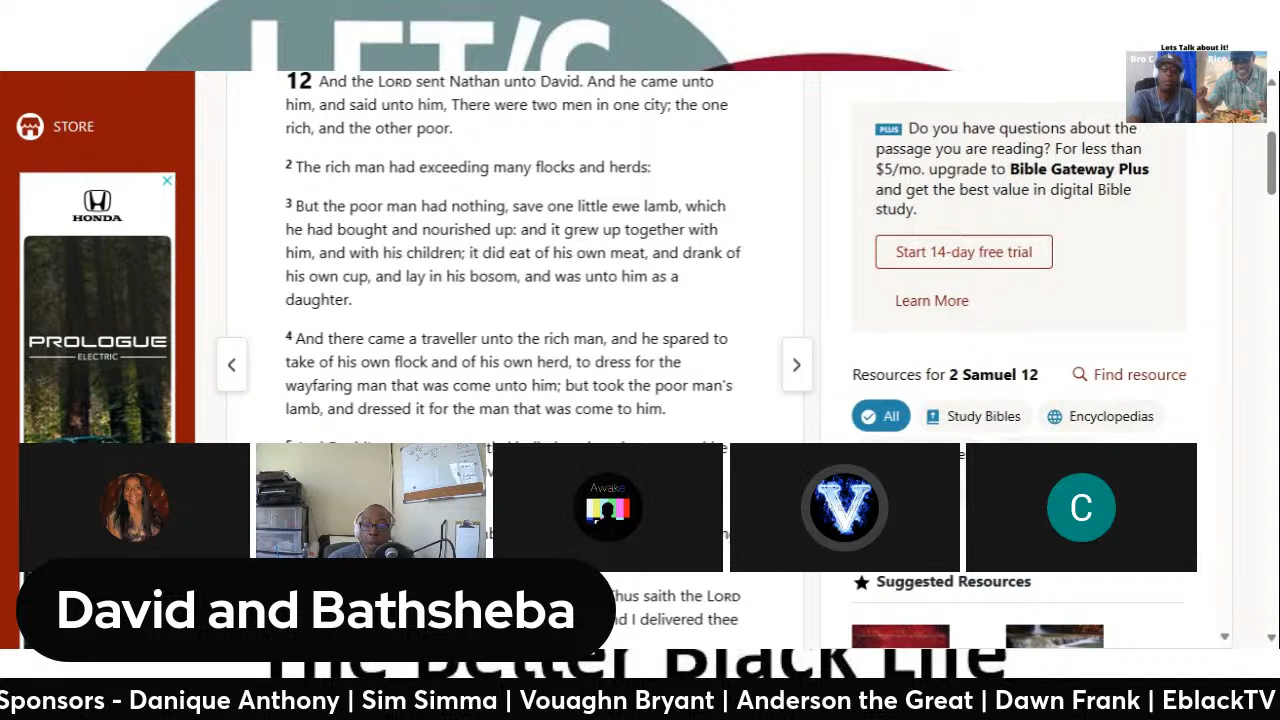 LET'S
Lets Talk about it!
Bro C
Rico
STORE
HONDA
PROLOGUE
ELECTRIC
12 And the LORD sent Nathan unto David. And he came unto
him, and said unto him, There were two men in one city; the one
rich, and the other poor.
2 The rich man had exceeding many flocks and herds:
3 But the poor man had nothing, save one little ewe lamb, which
he had bought and nourished up: and it grew up together with
him, and with his children; it did eat of his own meat, and drank of
his own cup, and lay in his bosom, and was unto him as a
daughter.
4 And there came a traveller unto the rich man, and he spared to
take of his own flock and of his own herd, to dress for the
wayfaring man that was come unto him; but took the poor man's
lamb, and dressed it for the man that was come to him.
Thus saith the LORD
I delivered thee
PLUS Do you have questions about the
passage you are reading? For less than
$5/mo. upgrade to Bible Gateway Plus
and get the best value in digital Bible
study.
Start 14-day free trial
Learn More
Resources for 2 Samuel 12
Find resource
All
Study Bibles
Encyclopedias
Awake
V
C
Suggested Resources
David and Bathsheba
The Better Black Life
Sponsors - Danique Anthony | Sim Simma | Vouaghn Bryant | Anderson the Great | Dawn Frank | EblackTV